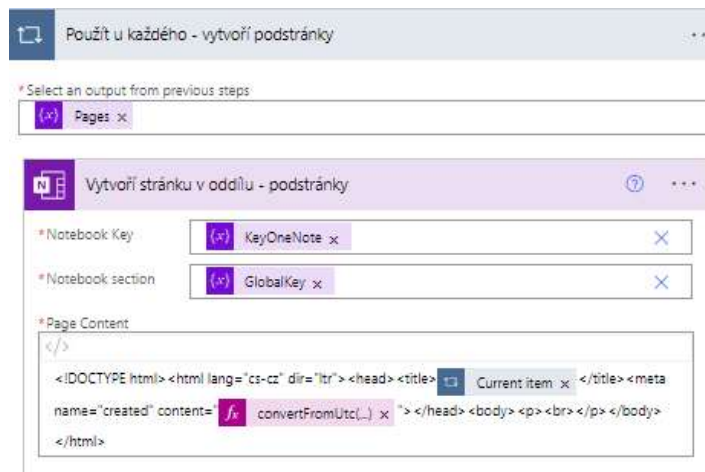 Použít u každého - vytvoří podstránky
* Select an output from previous steps
{x} Pages ×
N Vytvoří stránku v oddílu - podstránky
* Notebook Key {x} KeyOneNote ×
* Notebook section {x} GlobalKey ×
* Page Content
</>
<!DOCTYPE html><html lang="cs-cz" dir="ltr"><head><title> Current item × </title><meta
name="created" content=" fx convertFromUtc(...) × "></head><body><p><br></p></body>
</html>